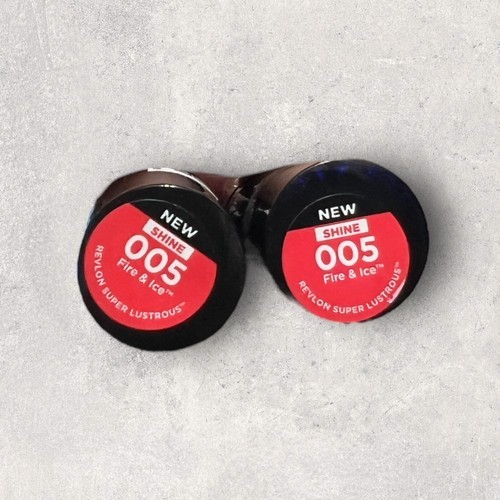 NEW
SHINE
005
Fire & Ice™
REVLON SUPER LUSTROUS™
NEW
SHINE
005
Fire & Ice™
REVLON SUPER LUSTROUS™